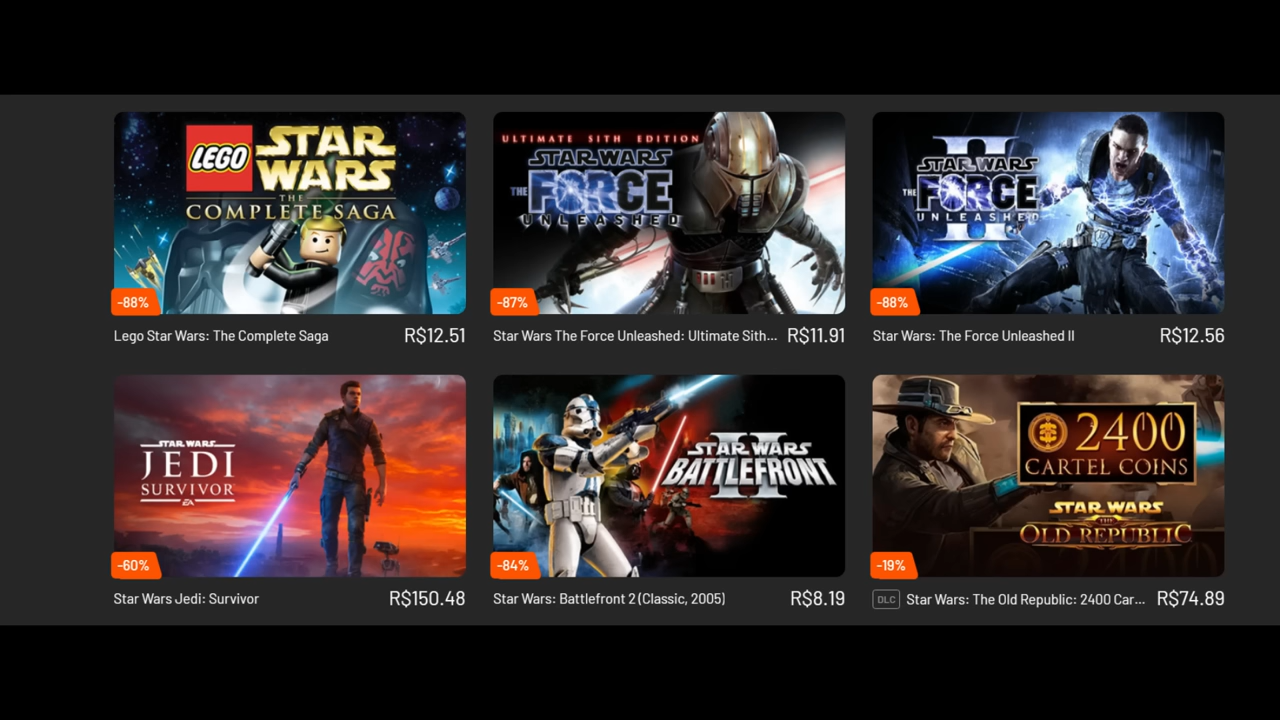 LEGO
STAR
WARS
THE
COMPLETE SAGA
-88%
Lego Star Wars: The Complete Saga R$12.51
ULTIMATE SITH EDITION
STAR WARS
THE FORCE
UNLEASHED
-87%
Star Wars The Force Unleashed: Ultimate Sith... R$11.91
II
STAR WARS
THE FORCE
UNLEASHED
-88%
Star Wars: The Force Unleashed II R$12.56
STAR WARS
JEDI
SURVIVOR
EA
-60%
Star Wars Jedi: Survivor R$150.48
STAR WARS
BATTLEFRONT
II
-84%
Star Wars: Battlefront 2 (Classic, 2005) R$8.19
2400
CARTEL COINS
STAR WARS
THE
OLD REPUBLIC
-19%
DLC Star Wars: The Old Republic: 2400 Car... R$74.89